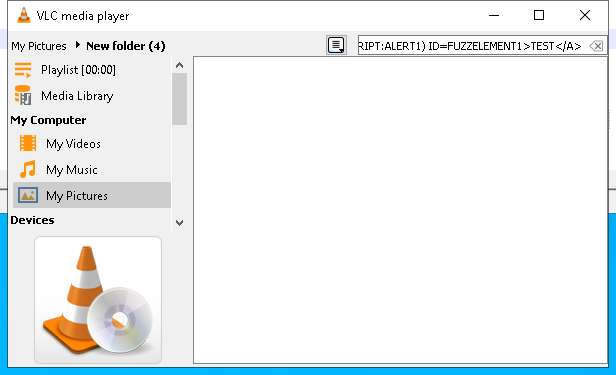 VLC media player
My Pictures New folder (4)
RIPT:ALERT1) ID=FUZZELEMENT1>TEST</A>
Playlist [00:00]
Media Library
My Computer
My Videos
My Music
My Pictures
Devices